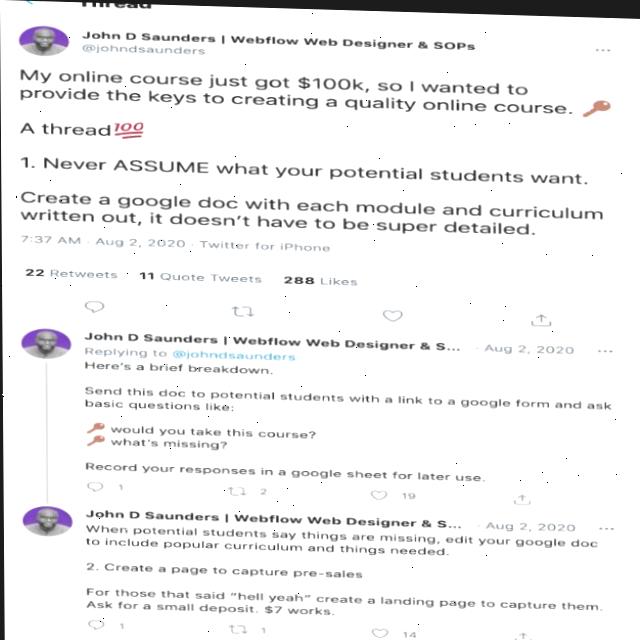 Thread
John D Saunders | Webflow Web Designer & SOPs
@johndsaunders
My online course just got $100k, so I wanted to
provide the keys to creating a quality online course. 🔑
A thread💯
1. Never ASSUME what your potential students want.
Create a google doc with each module and curriculum
written out, it doesn't have to be super detailed.
7:37 AM · Aug 2, 2020 · Twitter for iPhone
22 Retweets 11 Quote Tweets 288 Likes
John D Saunders | Webflow Web Designer & S... · Aug 2, 2020
Replying to @johndsaunders
Here's a brief breakdown.
Send this doc to potential students with a link to a google form and ask
basic questions like:
🔑 would you take this course?
🔑 what's missing?
Record your responses in a google sheet for later use.
1 2 19
John D Saunders | Webflow Web Designer & S... · Aug 2, 2020
When potential students say things are missing, edit your google doc
to include popular curriculum and things needed.
2. Create a page to capture pre-sales
For those that said "hell yeah" create a landing page to capture them.
Ask for a small deposit. $7 works.
1 1 14